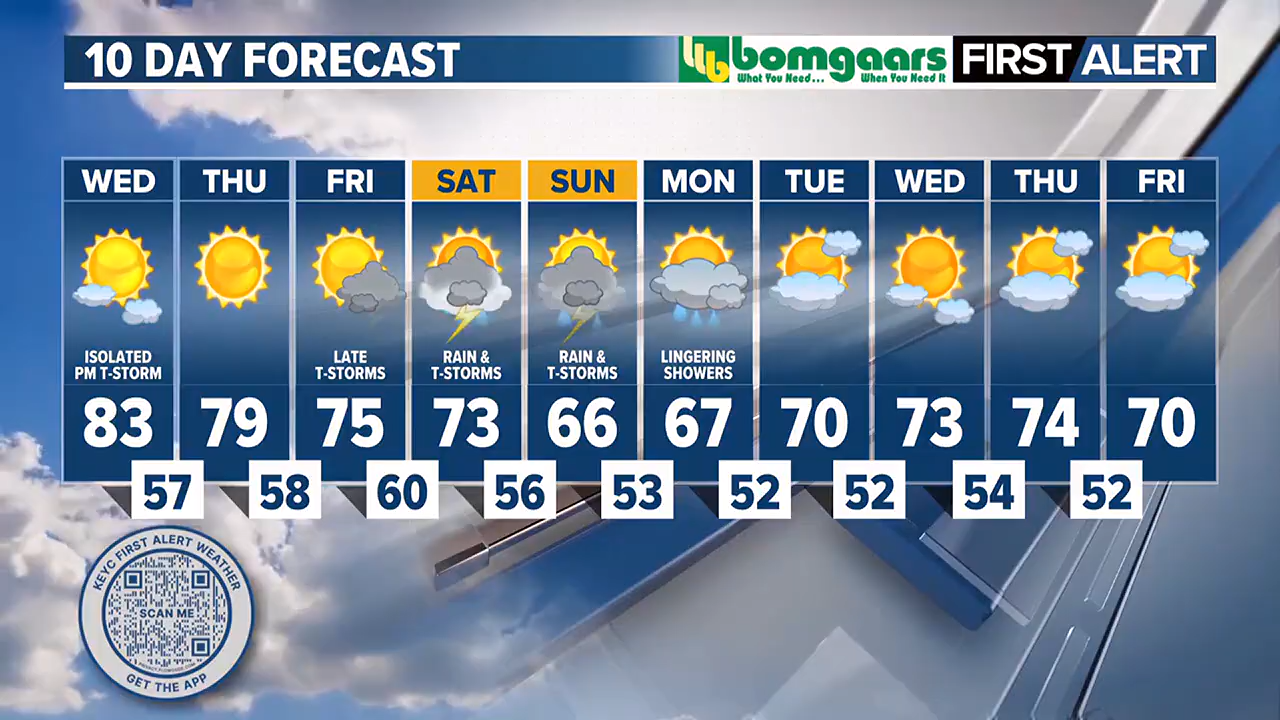 10 DAY FORECAST
bomgaars
What You Need... When You Need It
FIRST ALERT
WED THU FRI SAT SUN MON TUE WED THU FRI
ISOLATED
PM T-STORM
LATE
T-STORMS
RAIN &
T-STORMS
RAIN &
T-STORMS
LINGERING
SHOWERS
83 79 75 73 66 67 70 73 74 70
57 58 60 56 53 52 52 54 52
KEYC FIRST ALERT WEATHER
SCAN ME
GET THE APP